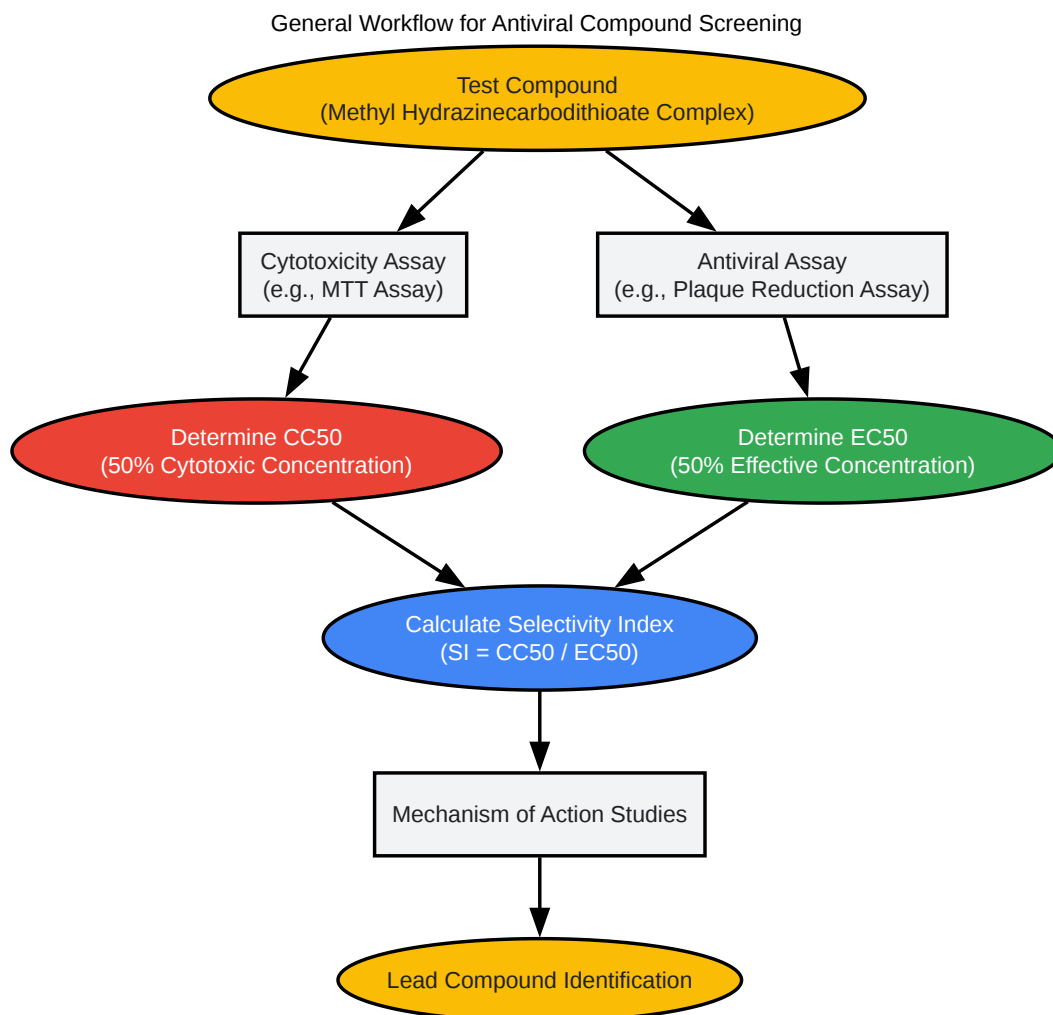 General Workflow for Antiviral Compound Screening
Test Compound
(Methyl Hydrazinecarbodithioate Complex)
Cytotoxicity Assay
(e.g., MTT Assay)
Antiviral Assay
(e.g., Plaque Reduction Assay)
Determine CC50
(50% Cytotoxic Concentration)
Determine EC50
(50% Effective Concentration)
Calculate Selectivity Index
(SI = CC50 / EC50)
Mechanism of Action Studies
Lead Compound Identification